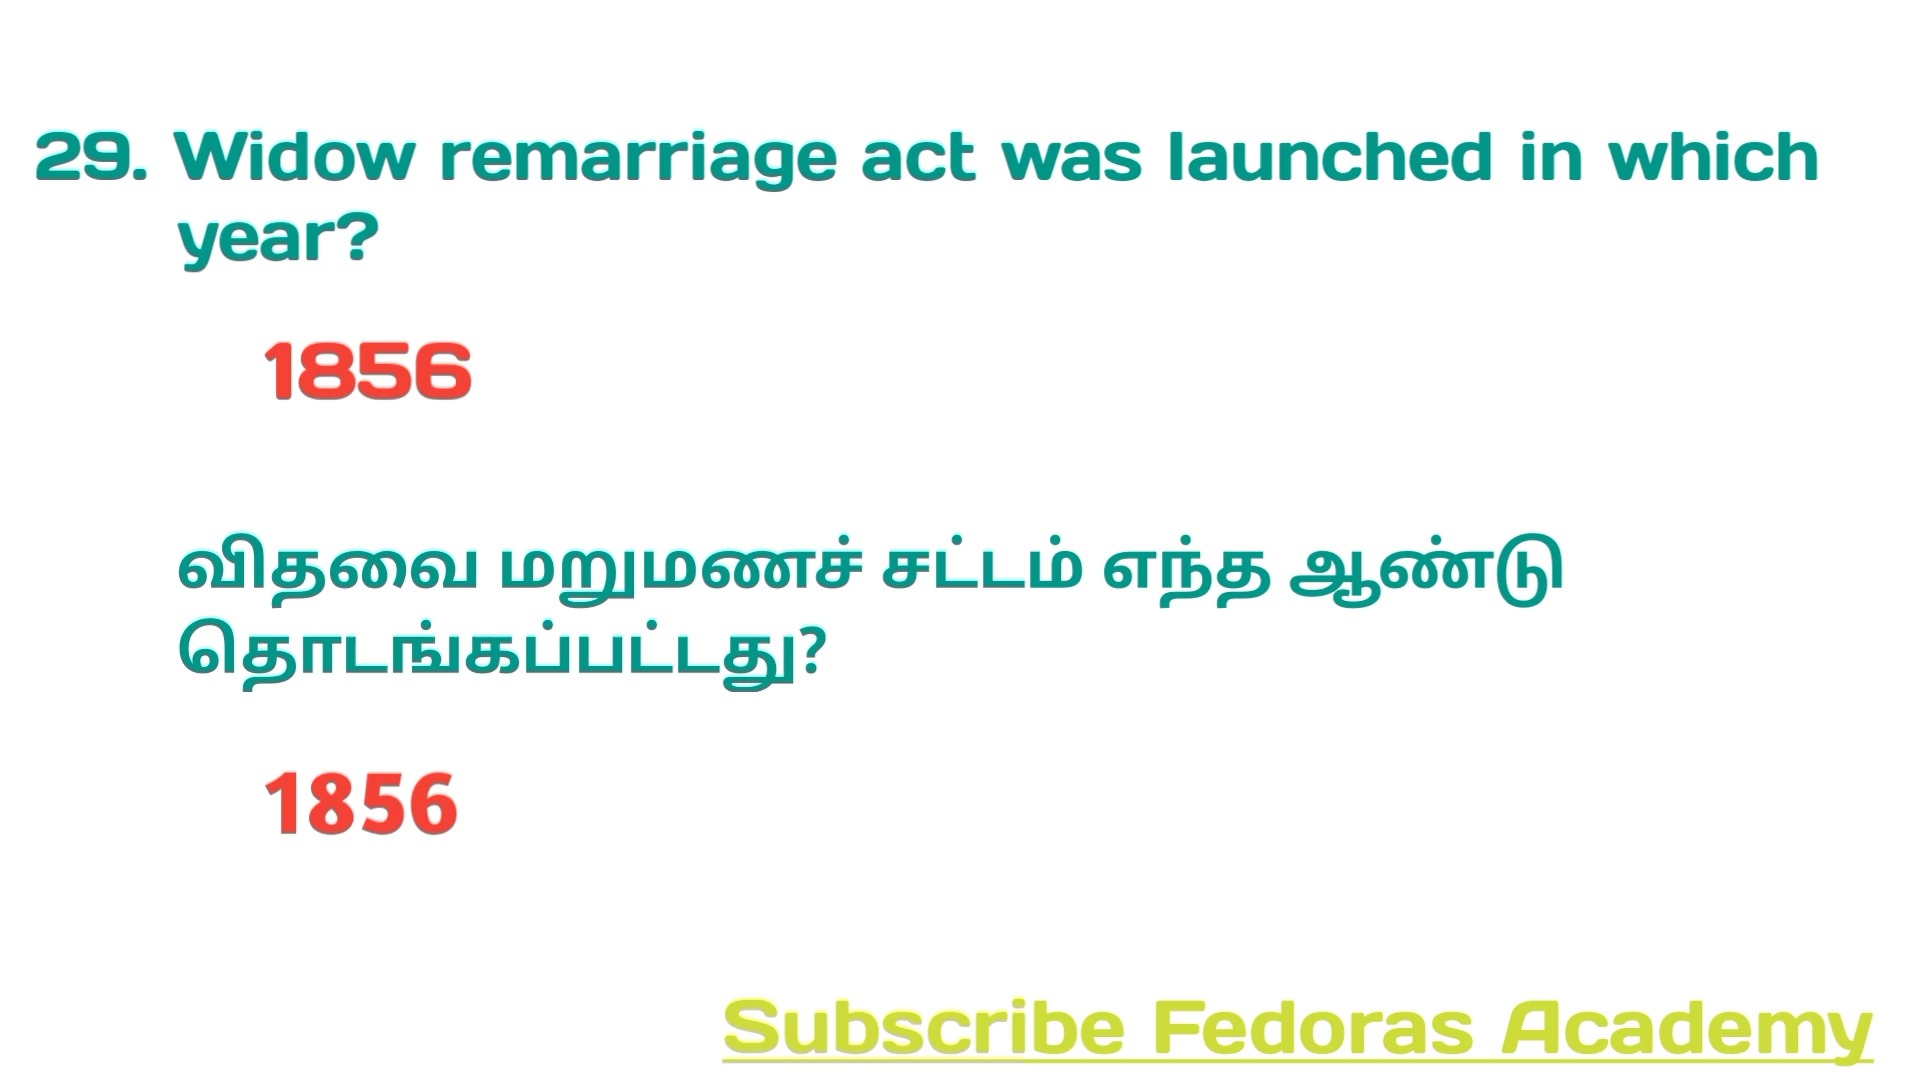 29. Widow remarriage act was launched in which
year?
1856
விதவை மறுமணச் சட்டம் எந்த ஆண்டு
தொடங்கப்பட்டது?
1856
Subscribe Fedoras Academy